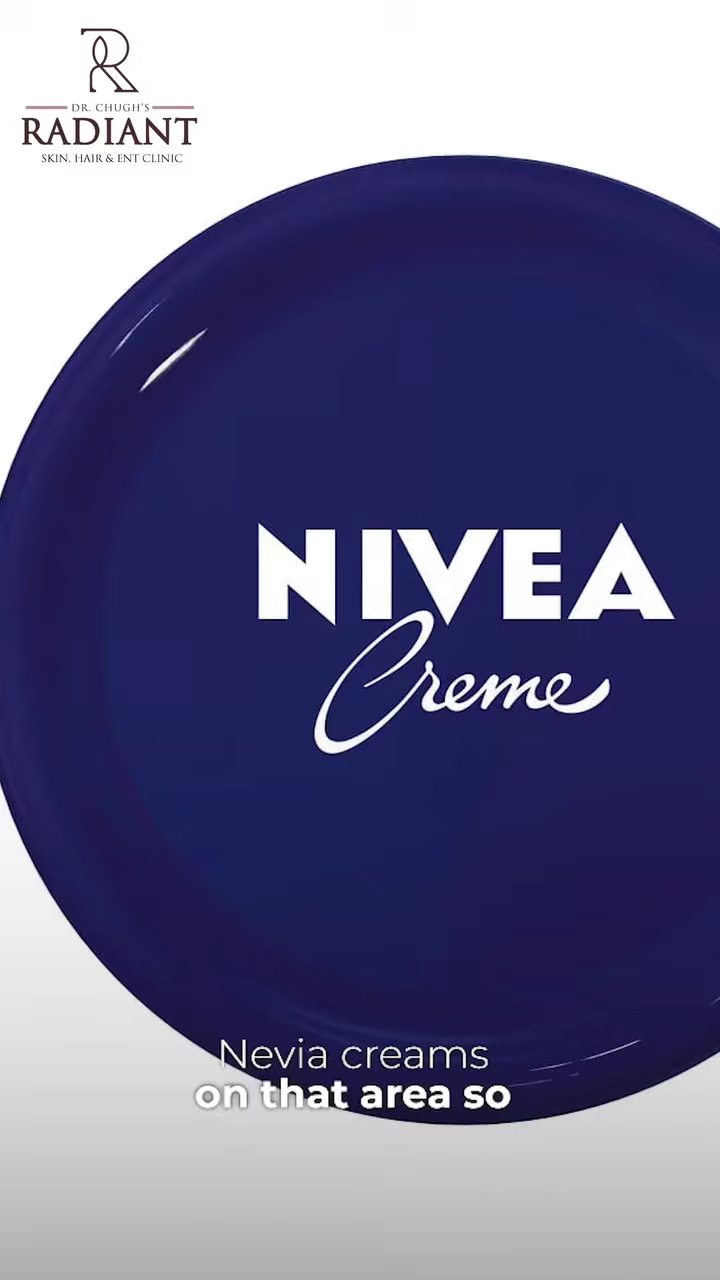 DR. CHUGH'S
RADIANT
SKIN, HAIR & ENT CLINIC
NIVEA
Creme
Nevia creams
on that area so